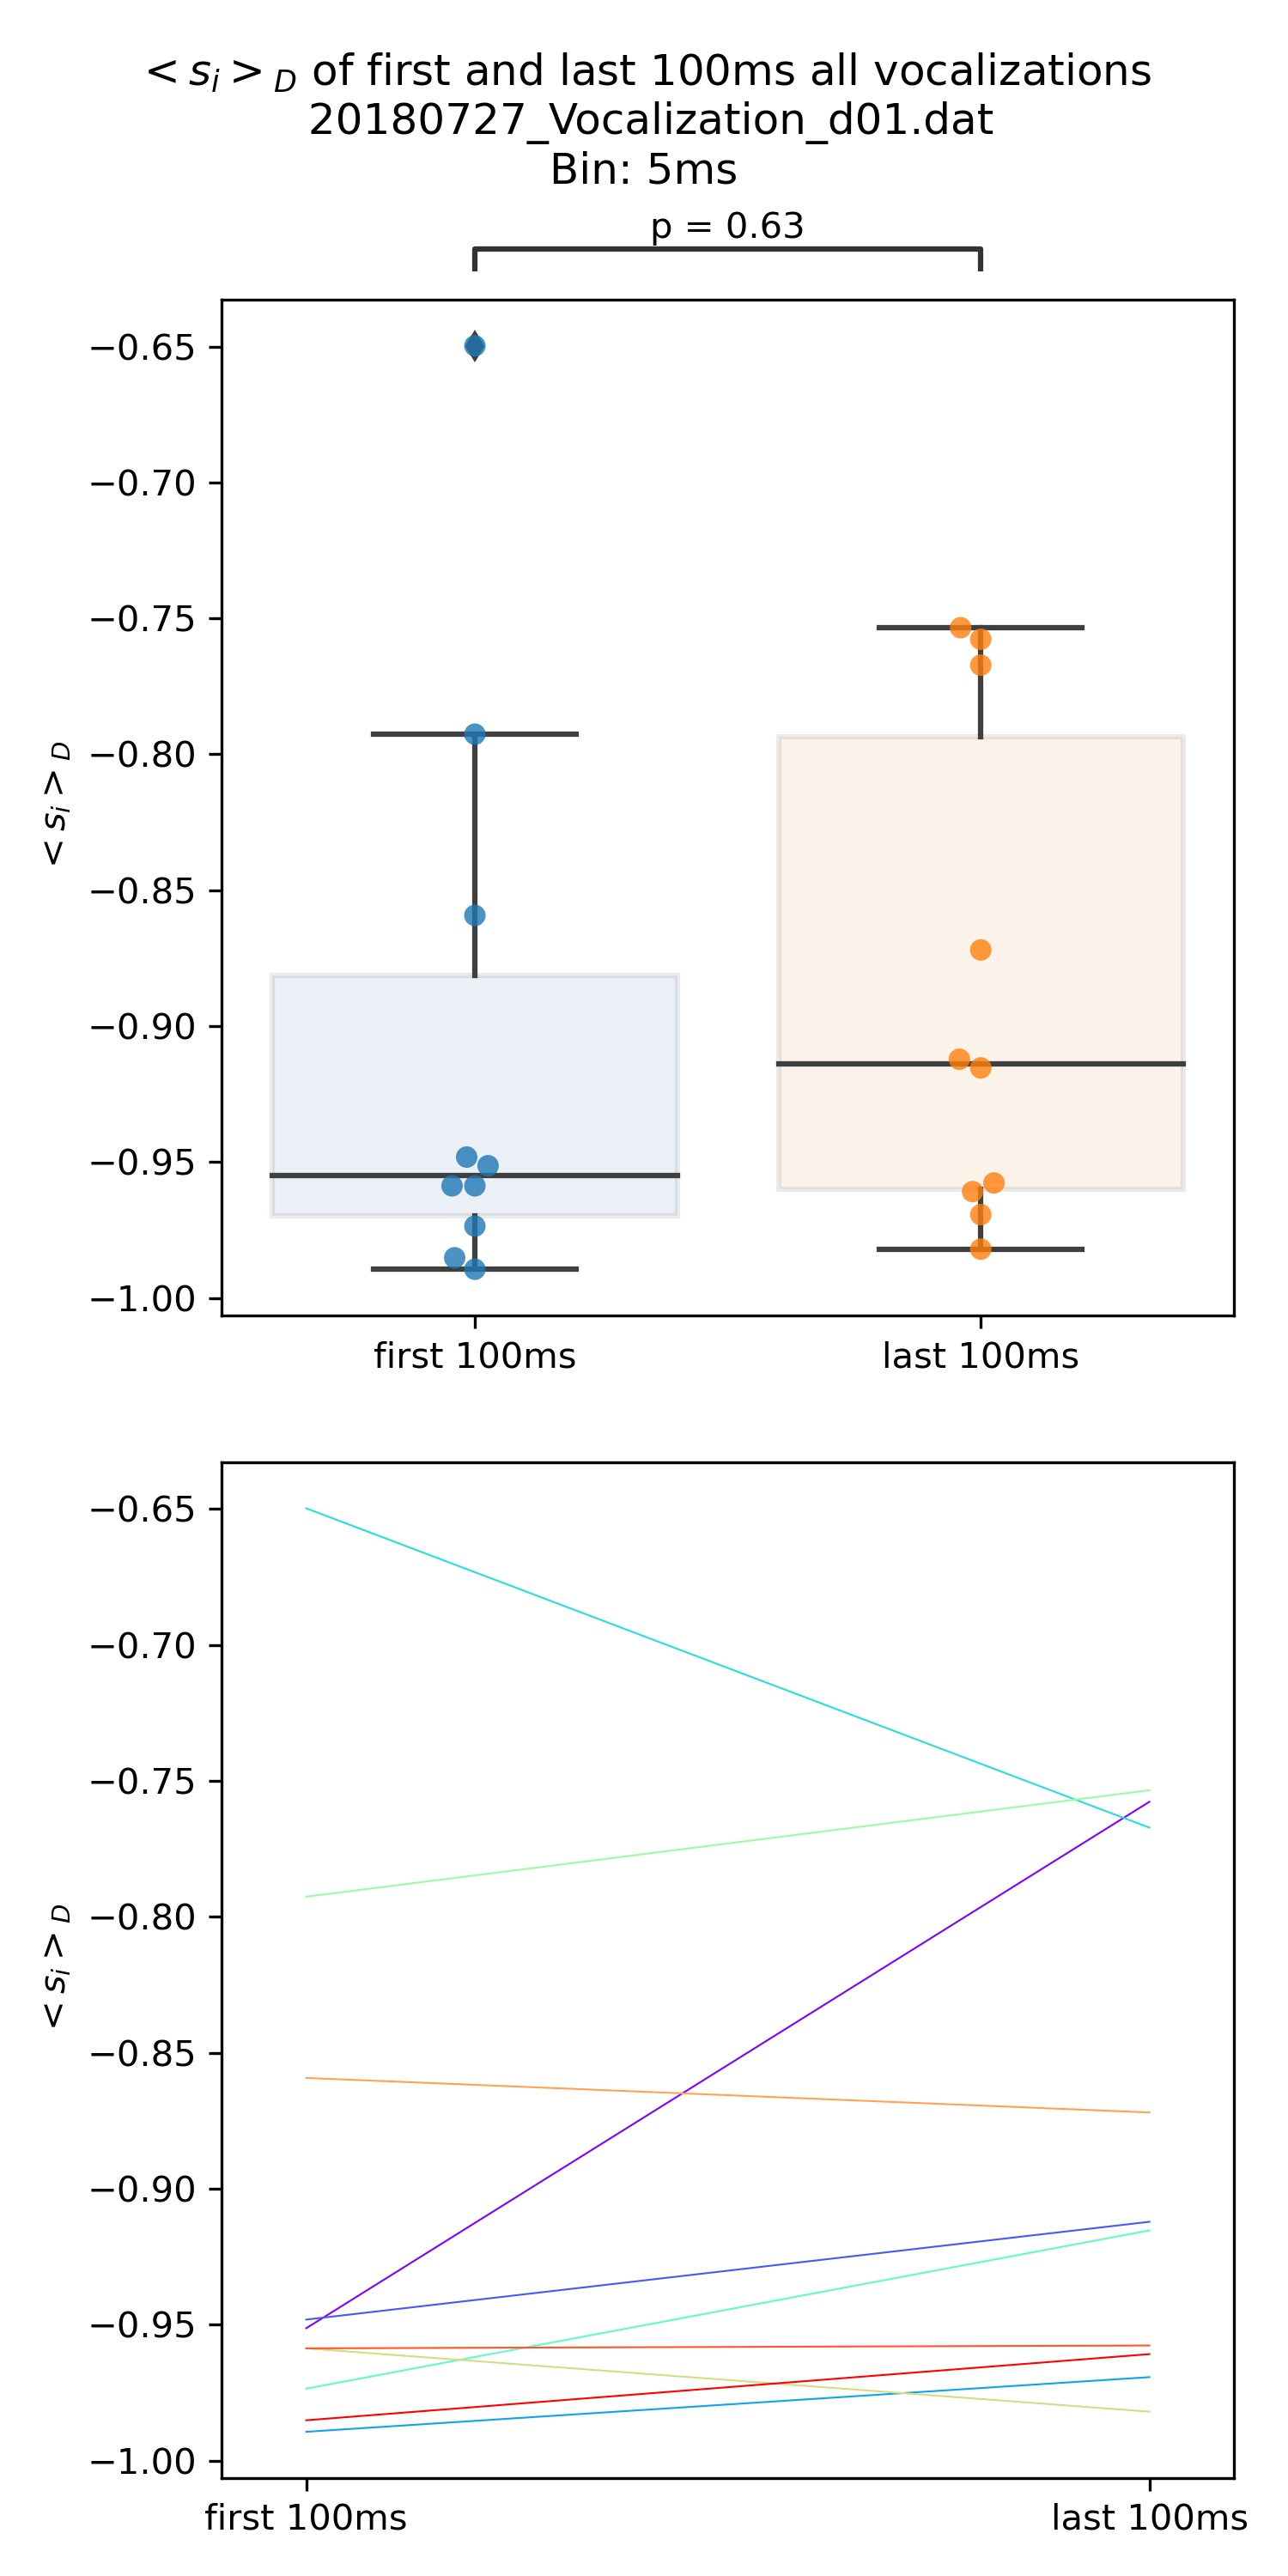 < s_i >_D of first and last 100ms all vocalizations
20180727_Vocalization_d01.dat
Bin: 5ms
p = 0.63
−0.65
−0.70
−0.75
−0.80
−0.85
−0.90
−0.95
−1.00
< s_i >_D
first 100ms last 100ms
−0.65
−0.70
−0.75
−0.80
−0.85
−0.90
−0.95
−1.00
< s_i >_D
first 100ms last 100ms